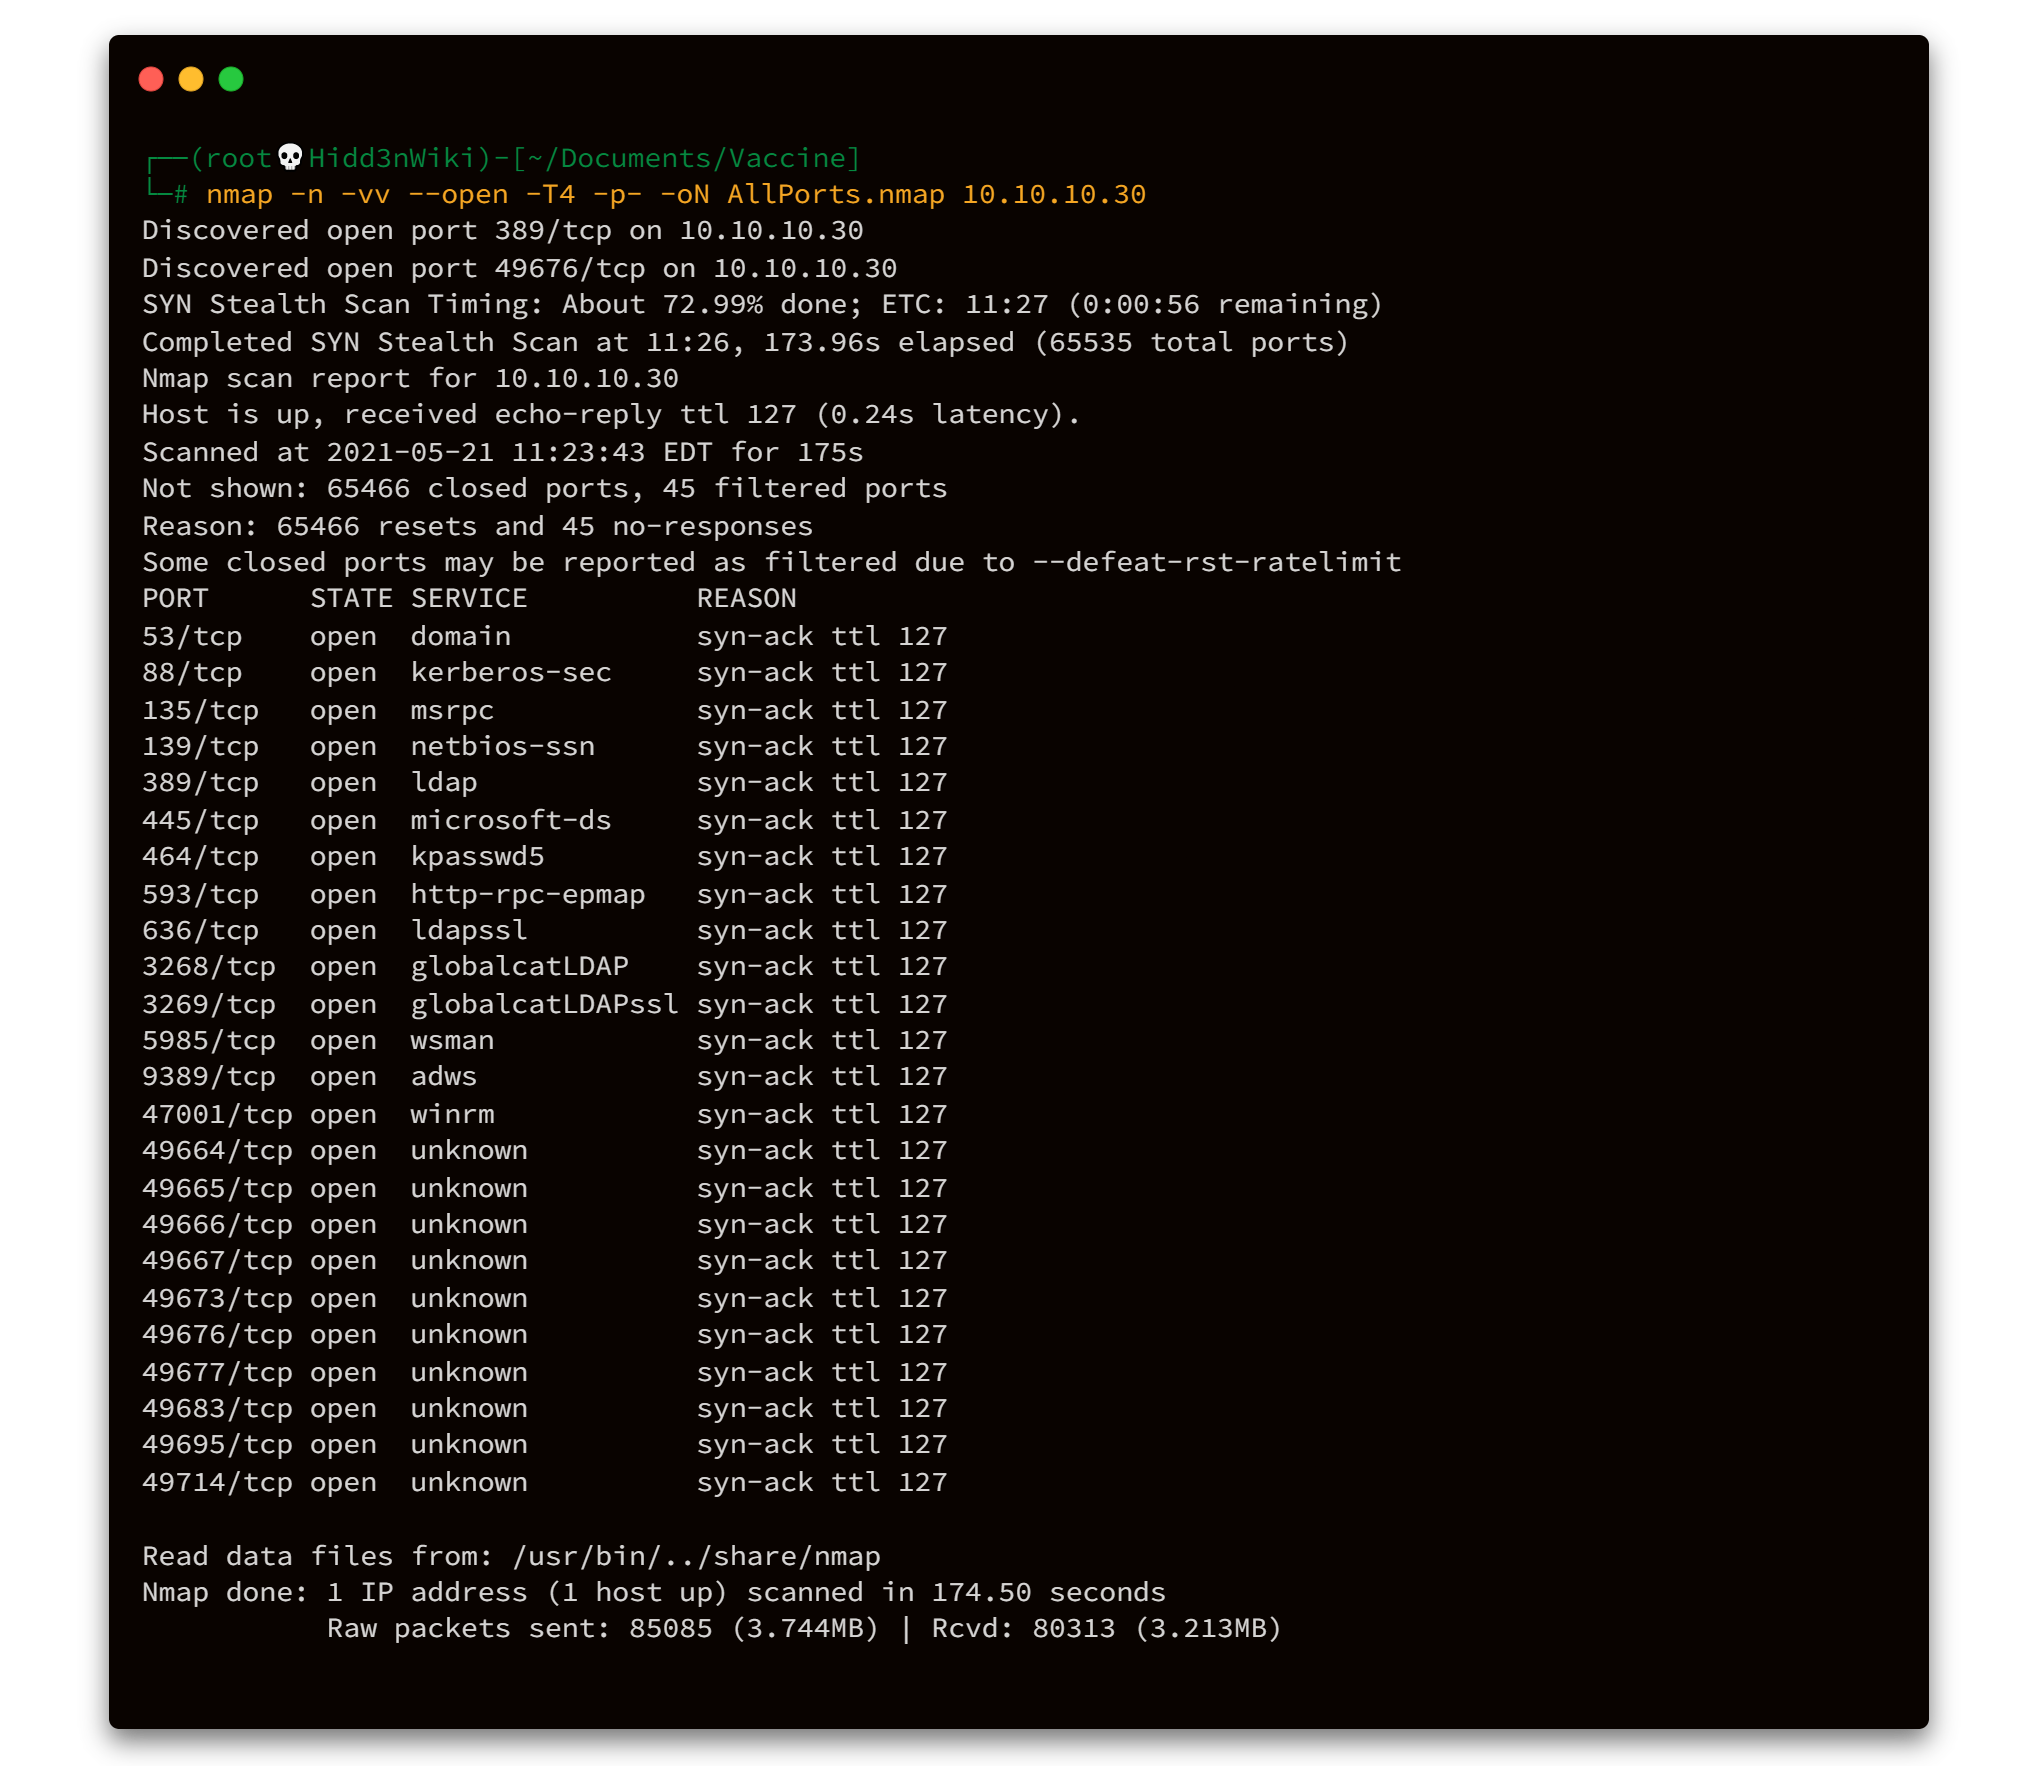 ┌──(root💀Hidd3nWiki)-[~/Documents/Vaccine]
└─# nmap -n -vv --open -T4 -p- -oN AllPorts.nmap 10.10.10.30
Discovered open port 389/tcp on 10.10.10.30
Discovered open port 49676/tcp on 10.10.10.30
SYN Stealth Scan Timing: About 72.99% done; ETC: 11:27 (0:00:56 remaining)
Completed SYN Stealth Scan at 11:26, 173.96s elapsed (65535 total ports)
Nmap scan report for 10.10.10.30
Host is up, received echo-reply ttl 127 (0.24s latency).
Scanned at 2021-05-21 11:23:43 EDT for 175s
Not shown: 65466 closed ports, 45 filtered ports
Reason: 65466 resets and 45 no-responses
Some closed ports may be reported as filtered due to --defeat-rst-ratelimit
PORT      STATE SERVICE          REASON
53/tcp    open  domain           syn-ack ttl 127
88/tcp    open  kerberos-sec     syn-ack ttl 127
135/tcp   open  msrpc            syn-ack ttl 127
139/tcp   open  netbios-ssn      syn-ack ttl 127
389/tcp   open  ldap             syn-ack ttl 127
445/tcp   open  microsoft-ds     syn-ack ttl 127
464/tcp   open  kpasswd5         syn-ack ttl 127
593/tcp   open  http-rpc-epmap   syn-ack ttl 127
636/tcp   open  ldapssl          syn-ack ttl 127
3268/tcp  open  globalcatLDAP    syn-ack ttl 127
3269/tcp  open  globalcatLDAPssl syn-ack ttl 127
5985/tcp  open  wsman            syn-ack ttl 127
9389/tcp  open  adws             syn-ack ttl 127
47001/tcp open  winrm            syn-ack ttl 127
49664/tcp open  unknown          syn-ack ttl 127
49665/tcp open  unknown          syn-ack ttl 127
49666/tcp open  unknown          syn-ack ttl 127
49667/tcp open  unknown          syn-ack ttl 127
49673/tcp open  unknown          syn-ack ttl 127
49676/tcp open  unknown          syn-ack ttl 127
49677/tcp open  unknown          syn-ack ttl 127
49683/tcp open  unknown          syn-ack ttl 127
49695/tcp open  unknown          syn-ack ttl 127
49714/tcp open  unknown          syn-ack ttl 127
Read data files from: /usr/bin/../share/nmap
Nmap done: 1 IP address (1 host up) scanned in 174.50 seconds
           Raw packets sent: 85085 (3.744MB) | Rcvd: 80313 (3.213MB)